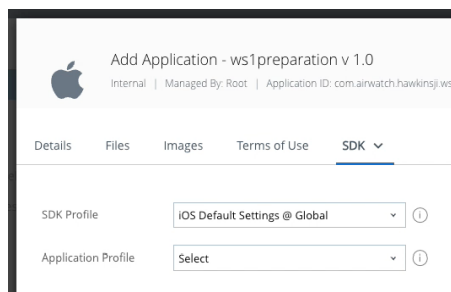 Add Application - ws1preparation v 1.0
Internal | Managed By: Root | Application ID: com.airwatch.hawkinsji.ws
Details Files Images Terms of Use SDK
SDK Profile iOS Default Settings @ Global
Application Profile Select